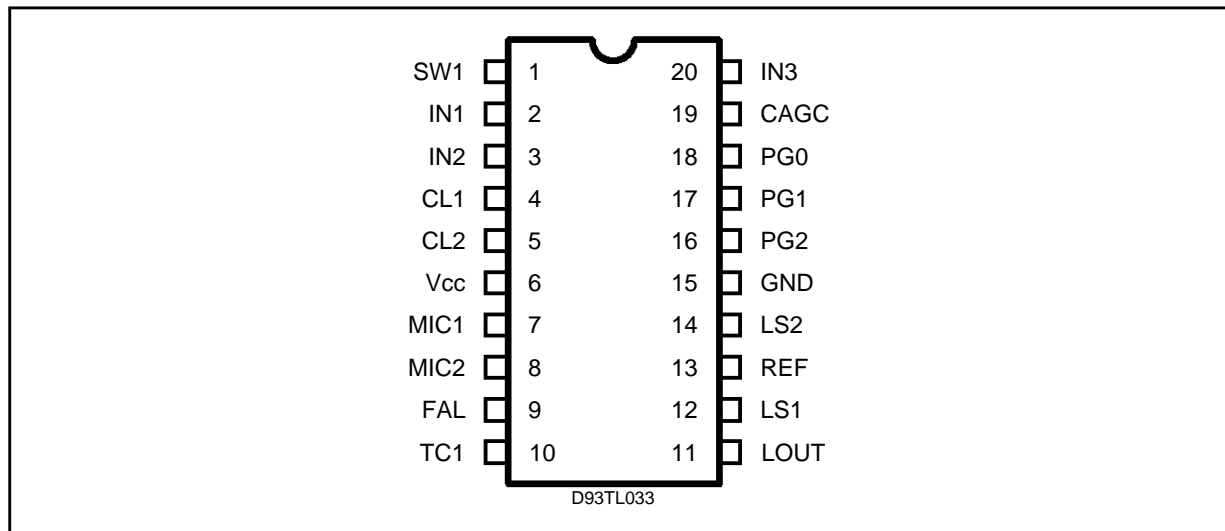 SW1 1 20 IN3
IN1 2 19 CAGC
IN2 3 18 PG0
CL1 4 17 PG1
CL2 5 16 PG2
Vcc 6 15 GND
MIC1 7 14 LS2
MIC2 8 13 REF
FAL 9 12 LS1
TC1 10 11 LOUT
D93TL033